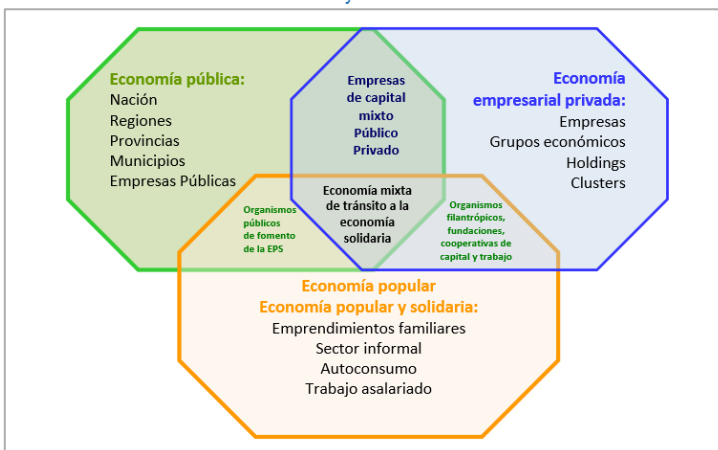 Economía pública:
Nación
Regiones
Provincias
Municipios
Empresas Públicas
Empresas
de capital
mixto
Público
Privado
Economía
empresarial privada:
Empresas
Grupos económicos
Holdings
Clusters
Organismos
públicos
de fomento
de la EPS
Economía mixta
de tránsito a la
economía
solidaria
Organismos
filantrópicos,
fundaciones,
cooperativas de
capital y trabajo
Economía popular
Economía popular y solidaria:
Emprendimientos familiares
Sector informal
Autoconsumo
Trabajo asalariado